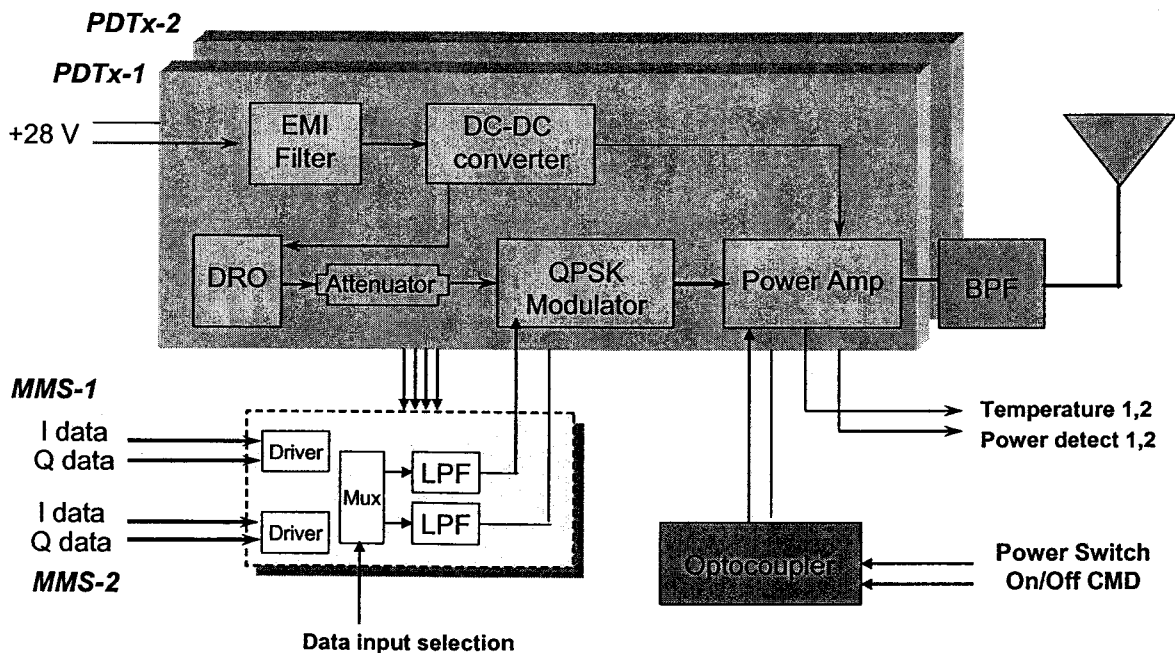 PDTx-2
PDTx-1
+28 V
EMI
Filter
DC-DC
converter
DRO
Attenuator
QPSK
Modulator
Power Amp
BPF
MMS-1
I data
Q data
Driver
Mux
LPF
LPF
I data
Q data
Driver
MMS-2
Data input selection
Temperature 1,2
Power detect 1,2
Optocoupler
Power Switch
On/Off CMD